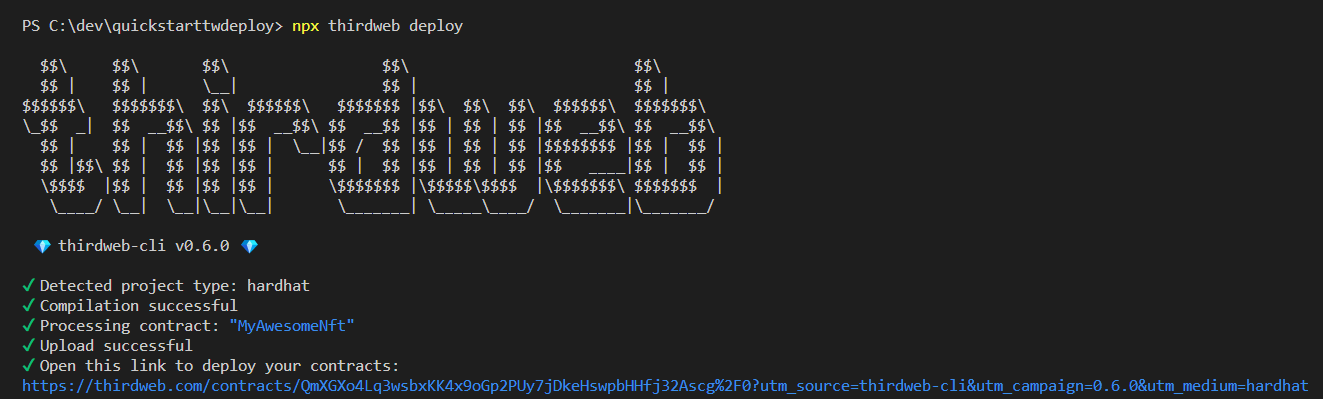 PS C:\dev\quickstarttwdeploy> npx thirdweb deploy
  $$\     $$\       $$\                 $$\                         $$\
  $$ |    $$ |      \__|                $$ |                        $$ |
$$$$$$\   $$$$$$$\  $$\  $$$$$$\   $$$$$$$ |$$\  $$\  $$\  $$$$$$\  $$$$$$$\
\_$$  _|  $$  __$$\ $$ |$$  __$$\ $$  __$$ |$$ | $$ | $$ |$$  __$$\ $$  __$$\
  $$ |    $$ |  $$ |$$ |$$ |  \__|$$ /  $$ |$$ | $$ | $$ |$$$$$$$$ |$$ |  $$ |
  $$ |$$\ $$ |  $$ |$$ |$$ |      $$ |  $$ |$$ | $$ | $$ |$$   ____|$$ |  $$ |
  \$$$$  |$$ |  $$ |$$ |$$ |      \$$$$$$$ |\$$$$$\$$$$  |\$$$$$$$\ $$$$$$$  |
   \____/ \__|  \__|\__|\__|       \_______| \_____\____/  \_______|\_______/
💎 thirdweb-cli v0.6.0 💎
✓ Detected project type: hardhat
✓ Compilation successful
✓ Processing contract: "MyAwesomeNft"
✓ Upload successful
✓ Open this link to deploy your contracts:
https://thirdweb.com/contracts/QmXGXo4Lq3wsbxKK4x9oGp2PUy7jDkeHswpbHHfj32Ascg%2F0?utm_source=thirdweb-cli&utm_campaign=0.6.0&utm_medium=hardhat